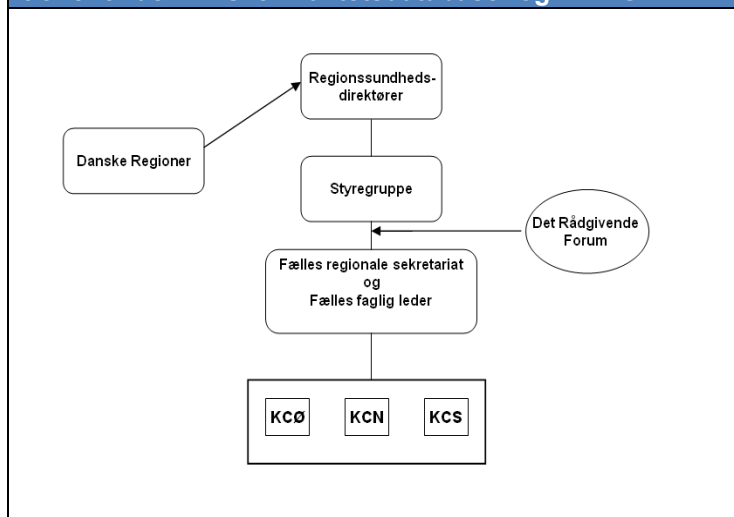 Regionssundheds-
direktører
Danske Regioner
Styregruppe
Det Rådgivende
Forum
Fælles regionale sekretariat
og
Fælles faglig leder
KCØ
KCN
KCS